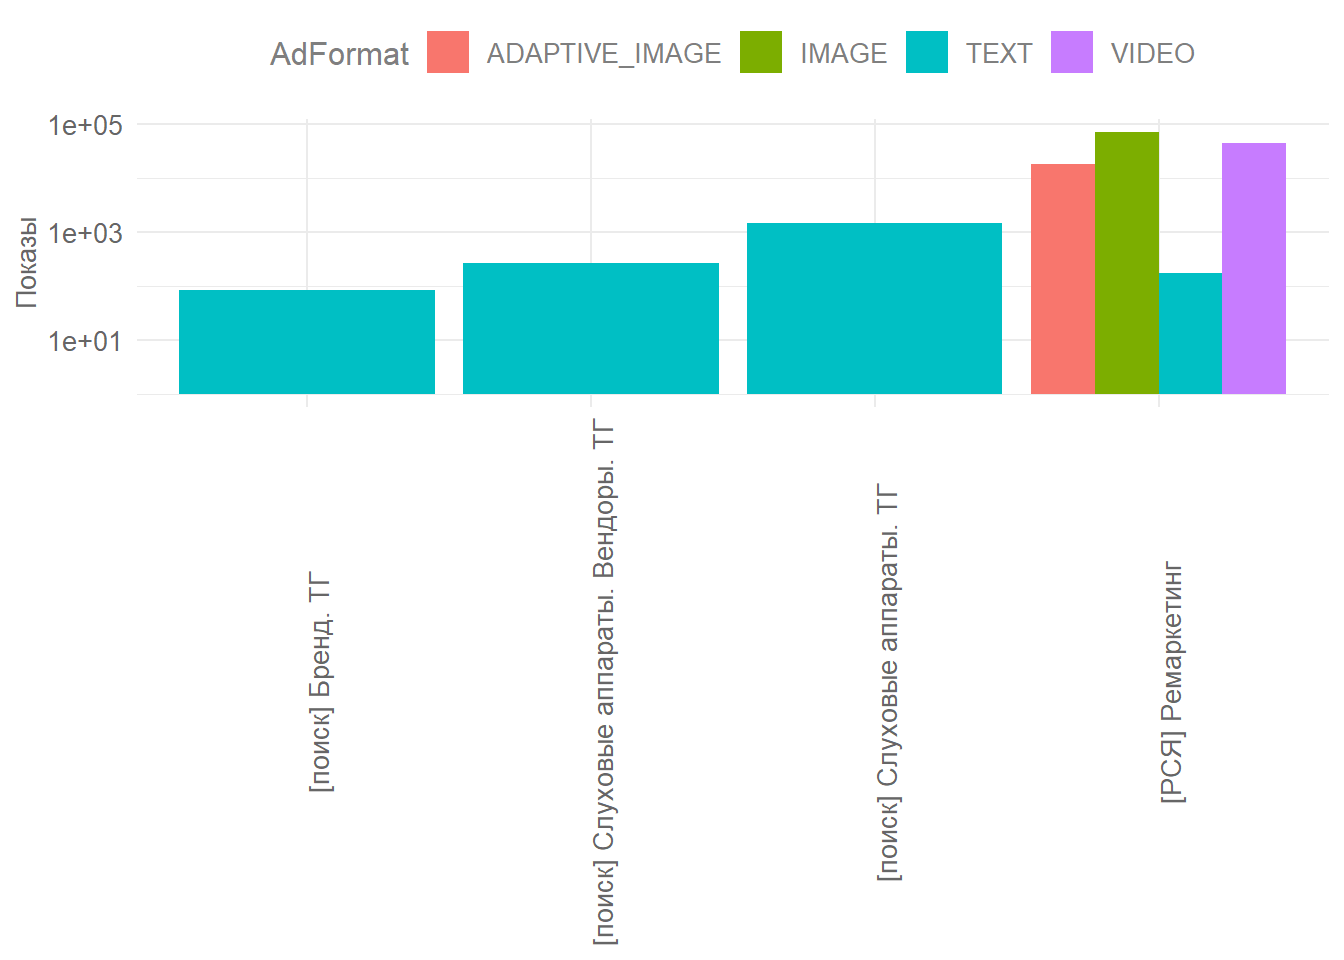 AdFormat ADAPTIVE_IMAGE IMAGE TEXT VIDEO
Показы
1e+05
1e+03
1e+01
[поиск] Бренд. ТГ
[поиск] Слуховые аппараты. Вендоры. ТГ
[поиск] Слуховые аппараты. ТГ
[РСЯ] Ремаркетинг